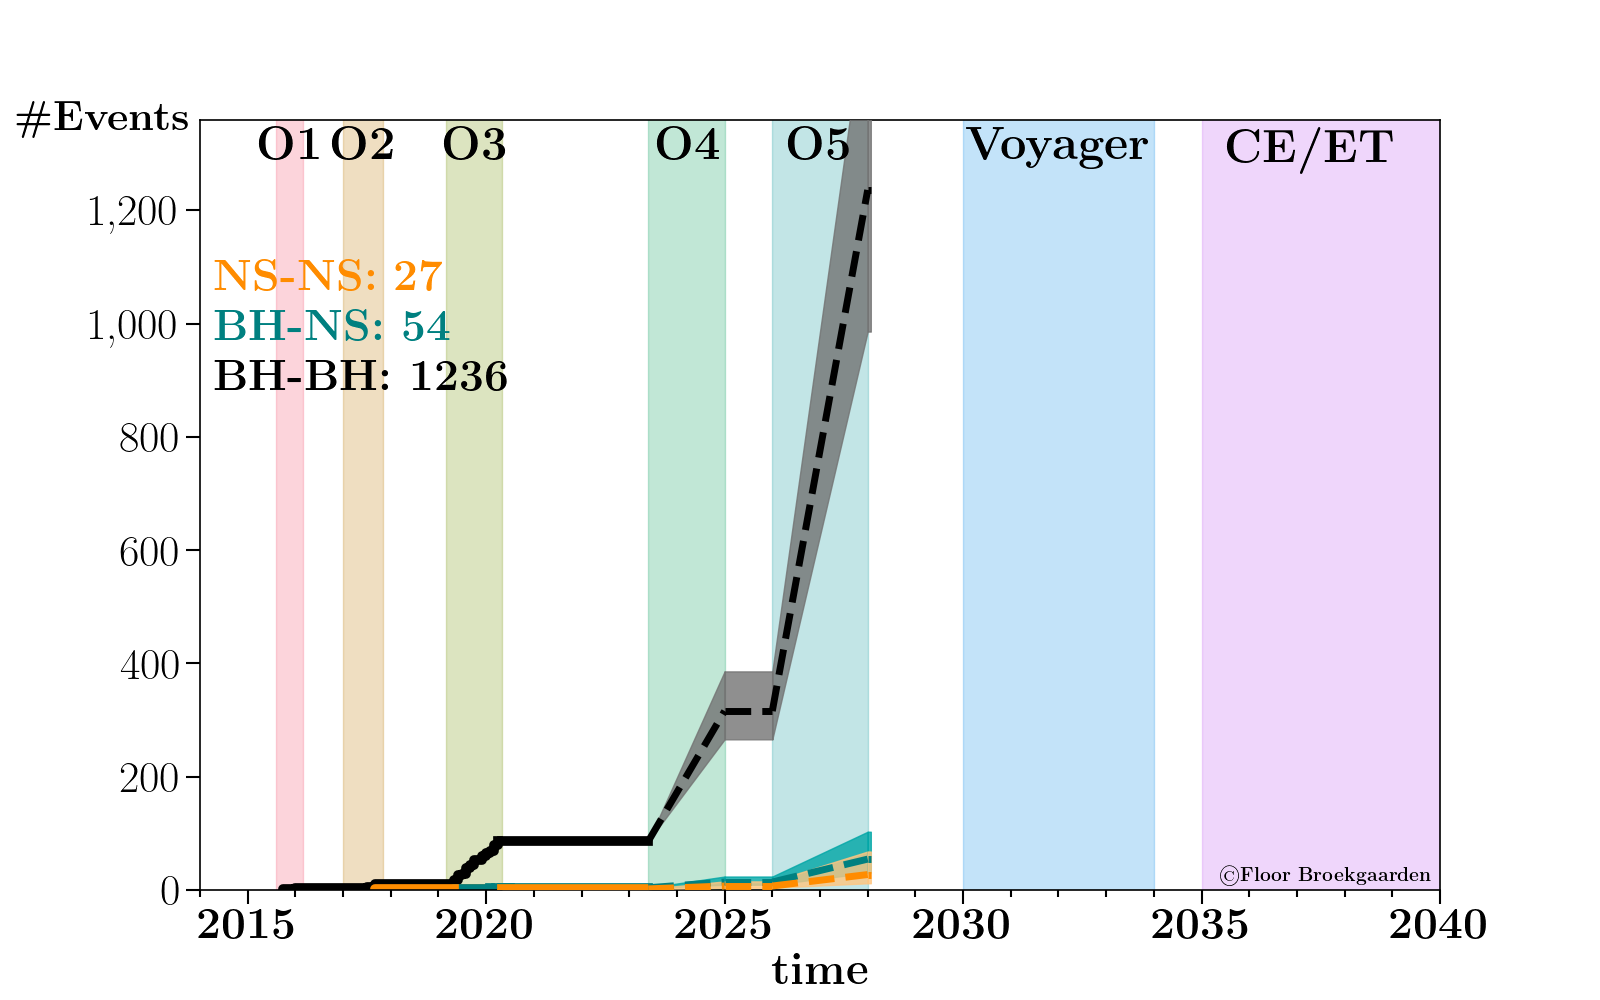 #Events
O1 O2 O3 O4 O5 Voyager CE/ET
1,200
NS-NS: 27
1,000
BH-NS: 54
BH-BH: 1236
800
600
400
200
©Floor Broekgaarden
0
2015 2020 2025 2030 2035 2040
time